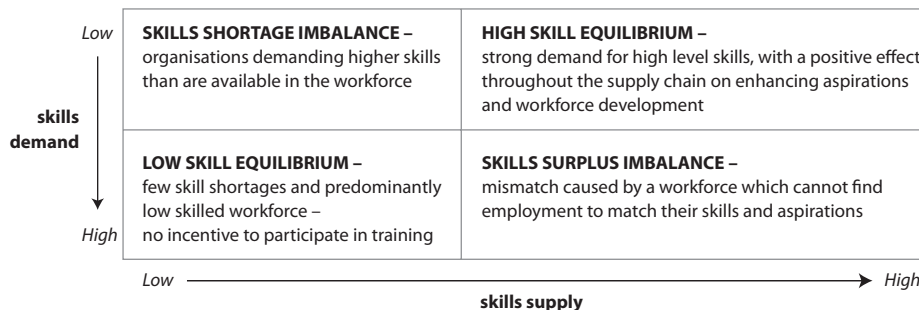 Low
skills
demand
High
SKILLS SHORTAGE IMBALANCE –
organisations demanding higher skills
than are available in the workforce
HIGH SKILL EQUILIBRIUM –
strong demand for high level skills, with a positive effect
throughout the supply chain on enhancing aspirations
and workforce development
LOW SKILL EQUILIBRIUM –
few skill shortages and predominantly
low skilled workforce –
no incentive to participate in training
SKILLS SURPLUS IMBALANCE –
mismatch caused by a workforce which cannot find
employment to match their skills and aspirations
Low
High
skills supply